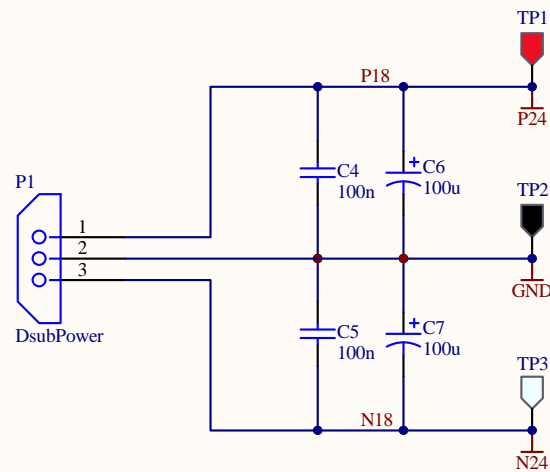 TP1
P18
P24
C4
100n
+
C6
100u
P1
1
2
3
DsubPower
TP2
GND
C5
100n
+
C7
100u
TP3
N18
N24